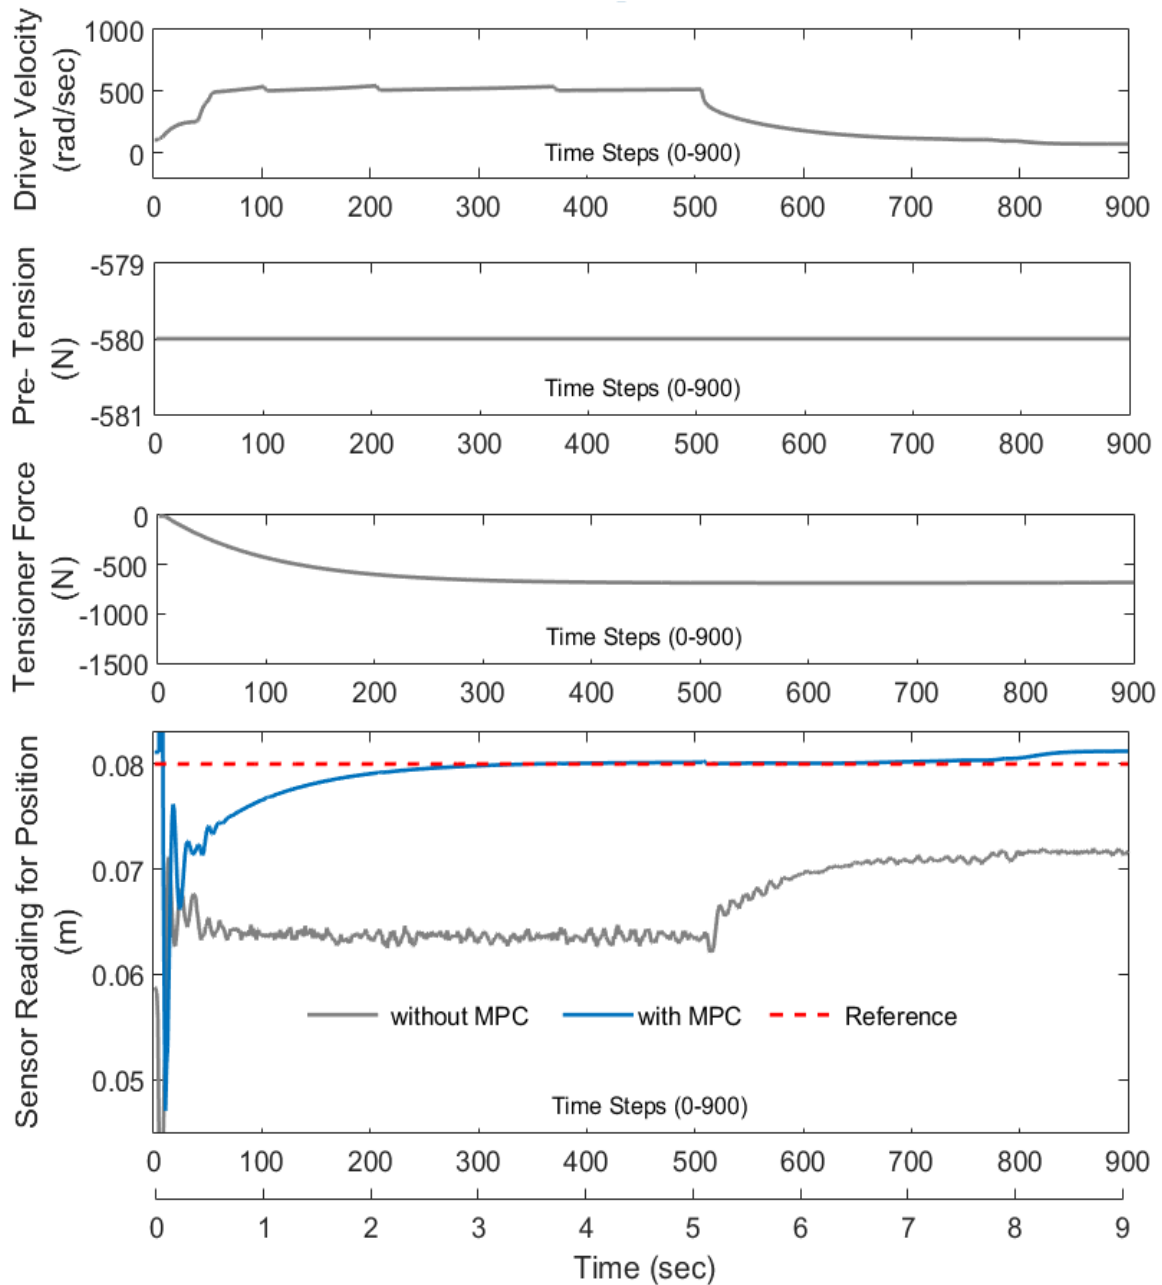 Driver Velocity
(rad/sec)
1000
500
0
Time Steps (0-900)
0 100 200 300 400 500 600 700 800 900
Pre- Tension
(N)
-579
-580
-581
Time Steps (0-900)
0 100 200 300 400 500 600 700 800 900
Tensioner Force
(N)
0
-500
-1000
-1500
Time Steps (0-900)
0 100 200 300 400 500 600 700 800 900
Sensor Reading for Position
(m)
0.08
0.07
0.06
0.05
without MPC with MPC Reference
Time Steps (0-900)
0 100 200 300 400 500 600 700 800 900
0 1 2 3 4 5 6 7 8 9
Time (sec)